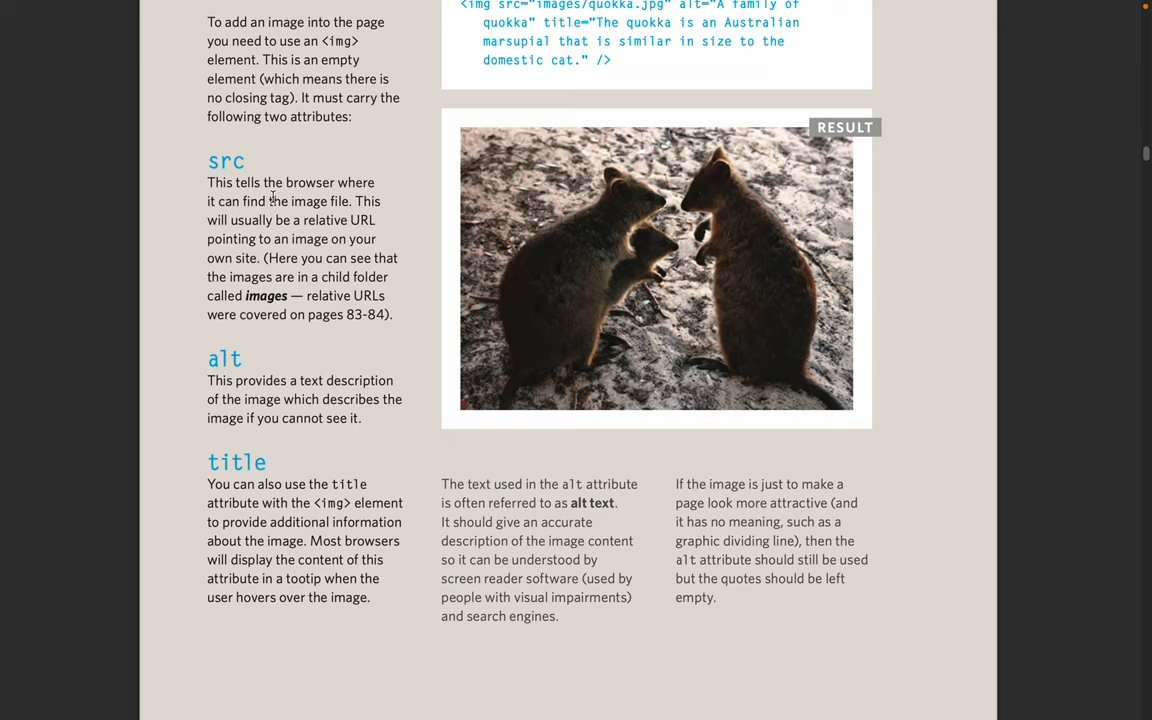 To add an image into the page
you need to use an <img>
element. This is an empty
element (which means there is
no closing tag). It must carry the
following two attributes:
src
This tells the browser where
it can find the image file. This
will usually be a relative URL
pointing to an image on your
own site. (Here you can see that
the images are in a child folder
called images — relative URLs
were covered on pages 83-84).
alt
This provides a text description
of the image which describes the
image if you cannot see it.
title
You can also use the title
attribute with the <img> element
to provide additional information
about the image. Most browsers
will display the content of this
attribute in a tootip when the
user hovers over the image.
<img src="images/quokka.jpg" alt="A family of
quokka" title="The quokka is an Australian
marsupial that is similar in size to the
domestic cat." />
RESULT
The text used in the alt attribute
is often referred to as alt text.
It should give an accurate
description of the image content
so it can be understood by
screen reader software (used by
people with visual impairments)
and search engines.
If the image is just to make a
page look more attractive (and
it has no meaning, such as a
graphic dividing line), then the
alt attribute should still be used
but the quotes should be left
empty.